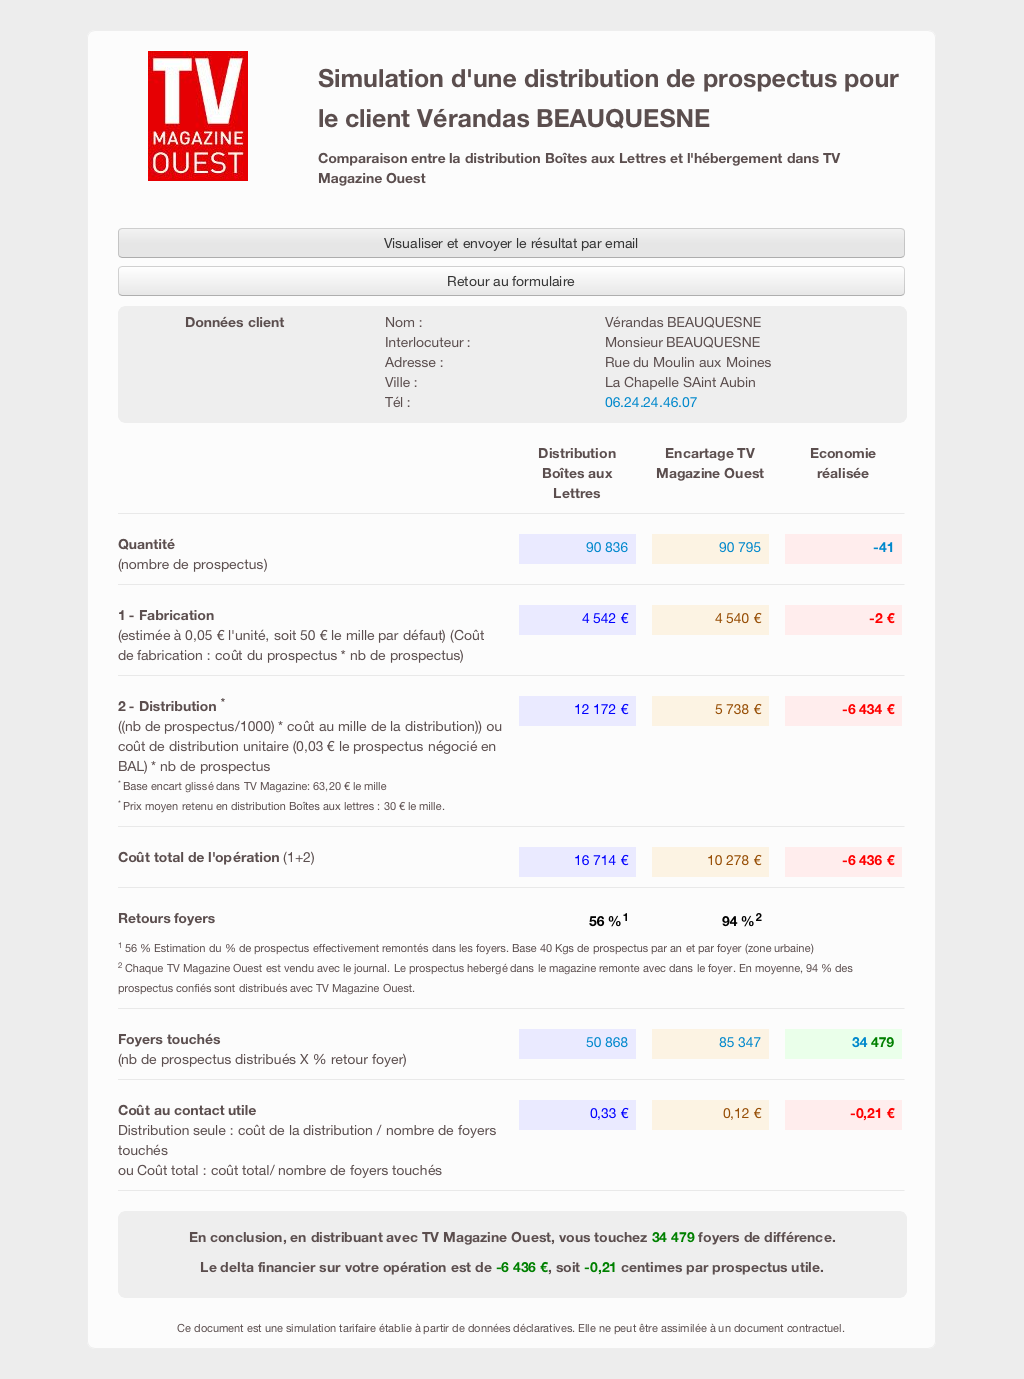 TV
MAGAZINE
OUEST
Simulation d'une distribution de prospectus pour
le client Vérandas BEAUQUESNE
Comparaison entre la distribution Boîtes aux Lettres et l'hébergement dans TV
Magazine Ouest
Visualiser et envoyer le résultat par email
Retour au formulaire
Données client
Nom : Vérandas BEAUQUESNE
Interlocuteur : Monsieur BEAUQUESNE
Adresse : Rue du Moulin aux Moines
Ville : La Chapelle SAint Aubin
Tél : 06.24.24.46.07
Distribution Encartage TV Economie
Boîtes aux Magazine Ouest réalisée
Lettres
Quantité 90 836 90 795 -41
(nombre de prospectus)
1 - Fabrication 4 542 € 4 540 € -2 €
(estimée à 0,05 € l'unité, soit 50 € le mille par défaut) (Coût
de fabrication : coût du prospectus * nb de prospectus)
2 - Distribution * 12 172 € 5 738 € -6 434 €
((nb de prospectus/1000) * coût au mille de la distribution)) ou
coût de distribution unitaire (0,03 € le prospectus négocié en
BAL) * nb de prospectus
* Base encart glissé dans TV Magazine: 63,20 € le mille
* Prix moyen retenu en distribution Boîtes aux lettres : 30 € le mille.
Coût total de l'opération (1+2) 16 714 € 10 278 € -6 436 €
Retours foyers 56 %1 94 %2
1 56 % Estimation du % de prospectus effectivement remontés dans les foyers. Base 40 Kgs de prospectus par an et par foyer (zone urbaine)
2 Chaque TV Magazine Ouest est vendu avec le journal. Le prospectus hebergé dans le magazine remonte avec dans le foyer. En moyenne, 94 % des
prospectus confiés sont distribués avec TV Magazine Ouest.
Foyers touchés 50 868 85 347 34 479
(nb de prospectus distribués X % retour foyer)
Coût au contact utile 0,33 € 0,12 € -0,21 €
Distribution seule : coût de la distribution / nombre de foyers
touchés
ou Coût total : coût total/ nombre de foyers touchés
En conclusion, en distribuant avec TV Magazine Ouest, vous touchez 34 479 foyers de différence.
Le delta financier sur votre opération est de -6 436 €, soit -0,21 centimes par prospectus utile.
Ce document est une simulation tarifaire établie à partir de données déclaratives. Elle ne peut être assimilée à un document contractuel.